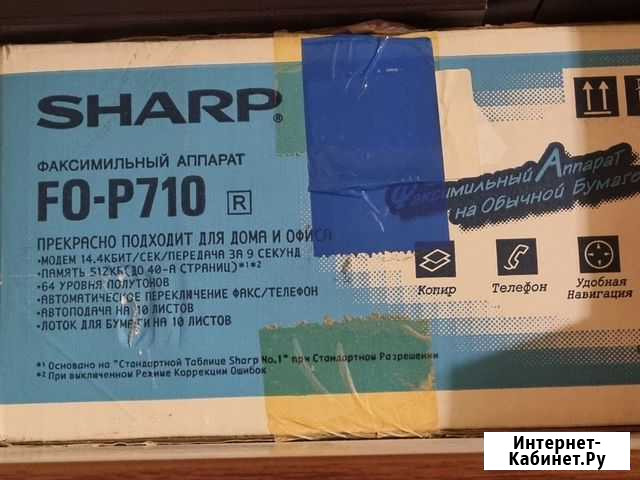 SHARP®
ФАКСИМИЛЬНЫЙ АППАРАТ
FO-P710 R
ПРЕКРАСНО ПОДХОДИТ ДЛЯ ДОМА И ОФИСА
•МОДЕМ 14.4КБИТ/СЕК/ПЕРЕДАЧА ЗА 9 СЕКУНД
•ПАМЯТЬ 512КБ(ДО 40-А СТРАНИЦ)*1*2
•64 УРОВНЯ ПОЛУТОНОВ
•АВТОМАТИЧЕСКОЕ ПЕРЕКЛЮЧЕНИЕ ФАКС/ТЕЛЕФОН
•АВТОПОДАЧА НА 10 ЛИСТОВ
•ЛОТОК ДЛЯ БУМАГИ НА 10 ЛИСТОВ
*1 Основано на "Стандартной Таблице Sharp No.1" при Стандартном Разрешении
*2 При выключенном Режиме Коррекции Ошибок
Факсимильный Аппарат
на Обычной Бумаге
Копир
Телефон
Удобная
Навигация
Интернет-
Кабинет.Ру